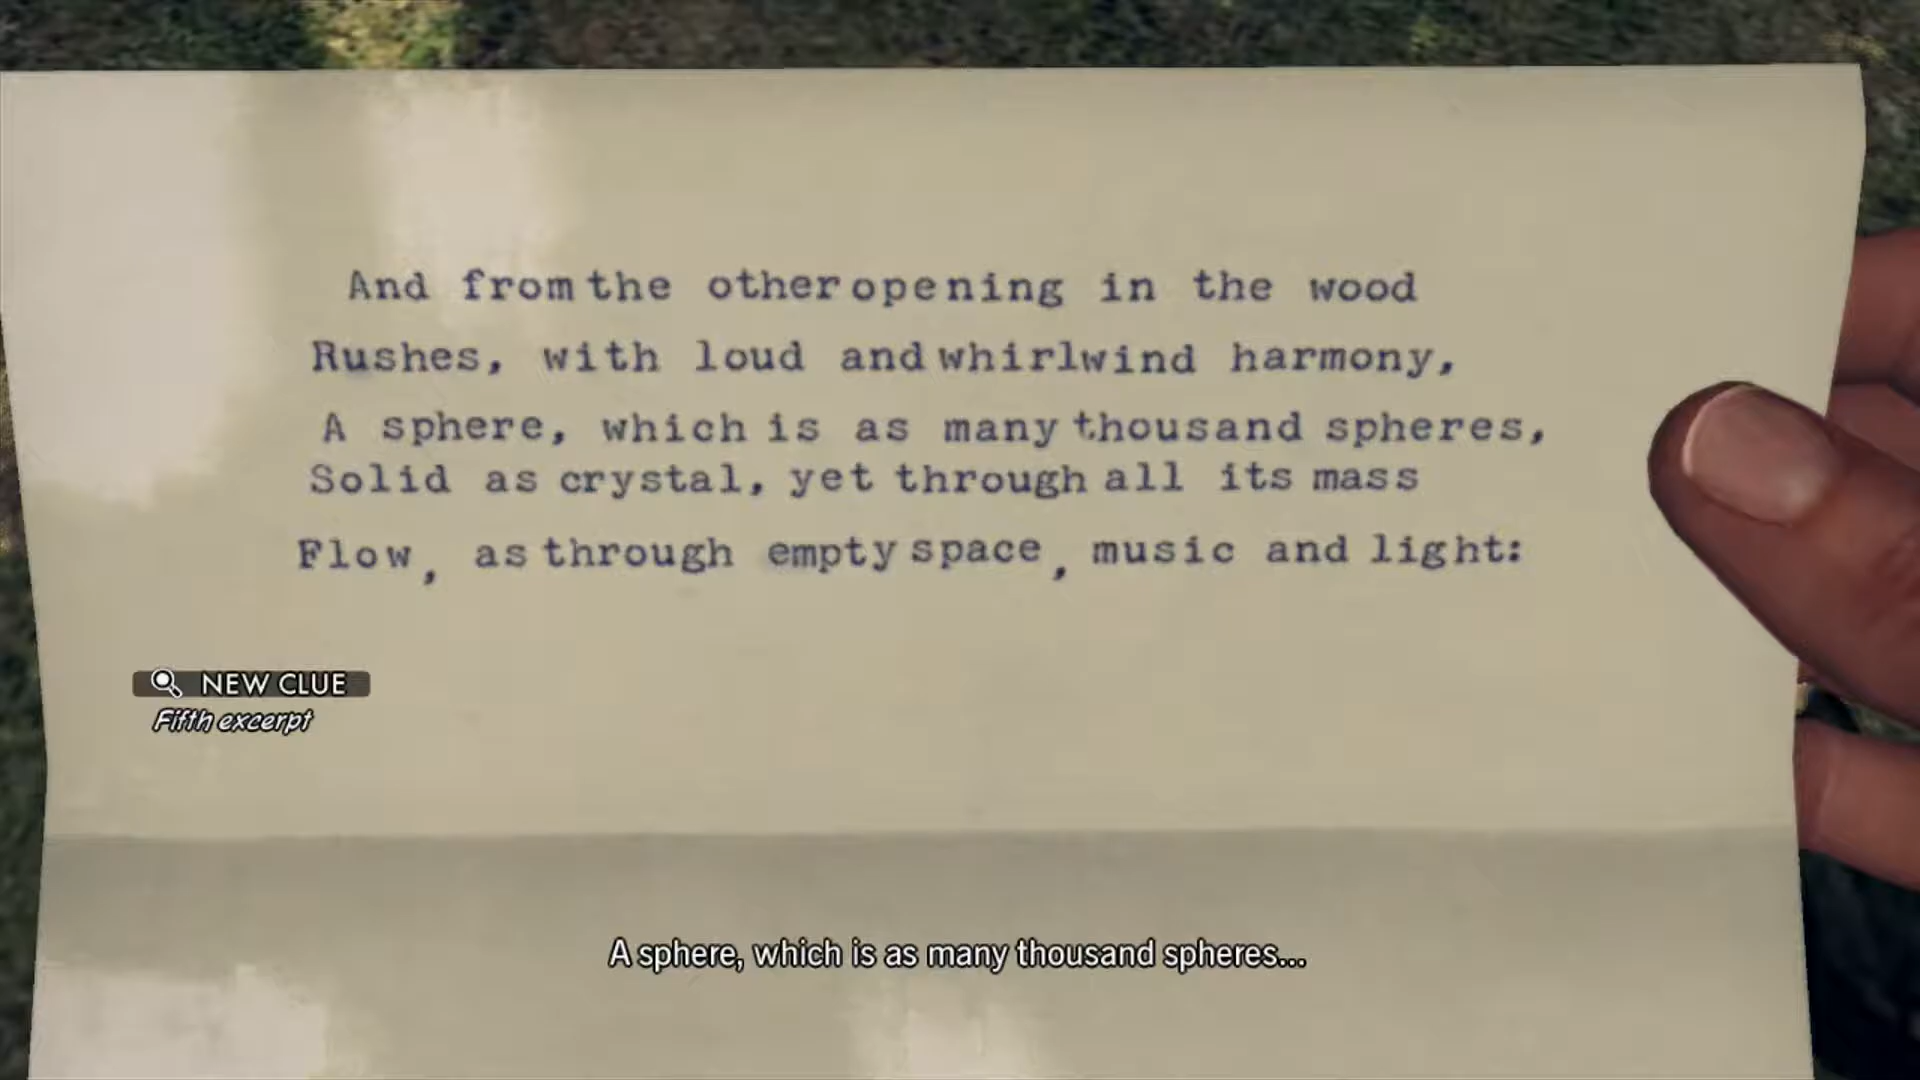 And from the other opening in the wood
Rushes, with loud and whirlwind harmony,
A sphere, which is as many thousand spheres,
Solid as crystal, yet through all its mass
Flow, as through empty space, music and light:
NEW CLUE
Fifth excerpt
A sphere, which is as many thousand spheres...